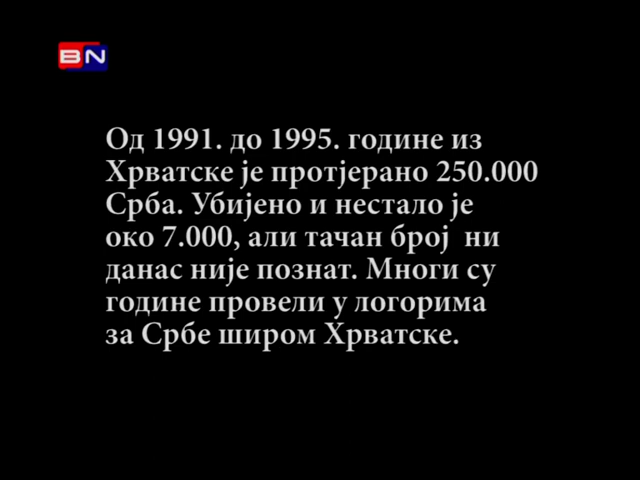 BN
Од 1991. до 1995. године из
Хрватске је протјерано 250.000
Срба. Убијено и нестало је
око 7.000, али тачан број  ни
данас није познат. Многи су
године провели у логорима
за Србе широм Хрватске.